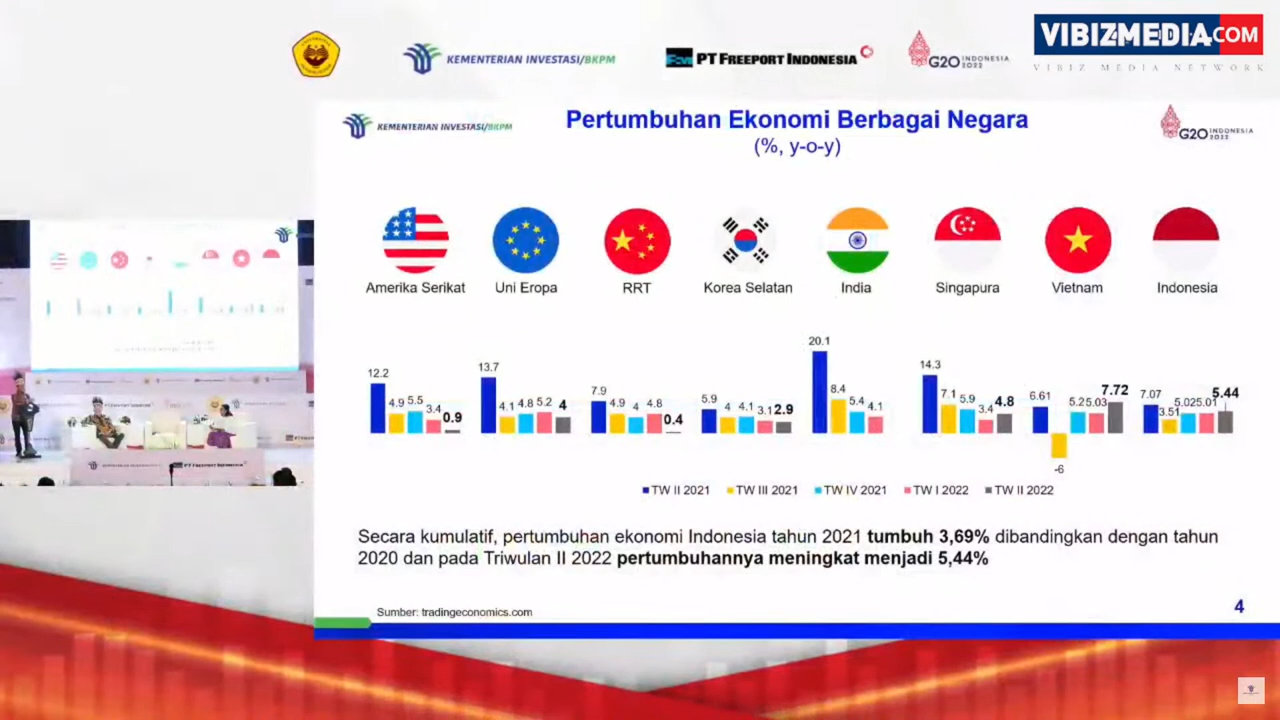 KEMENTERIAN INVESTASI/BKPM
PT FREEPORT INDONESIA
G20 INDONESIA 2022
VIBIZMEDIA.COM
VIBIZ MEDIA NETWORK
KEMENTERIAN INVESTASI/BKPM
Pertumbuhan Ekonomi Berbagai Negara
(%, y-o-y)
G20 INDONESIA 2022
Amerika Serikat Uni Eropa RRT Korea Selatan India Singapura Vietnam Indonesia
12.2 4.9 5.5 3.4 0.9
13.7 4.1 4.8 5.2 4
7.9 4.9 4 4.8 0.4
5.9 4 4.1 3.1 2.9
20.1 8.4 5.4 4.1
14.3 7.1 5.9 3.4 4.8
6.61 -6 5.2 5.03 7.72
7.07 3.51 5.02 5.01 5.44
TW II 2021 TW III 2021 TW IV 2021 TW I 2022 TW II 2022
Secara kumulatif, pertumbuhan ekonomi Indonesia tahun 2021 tumbuh 3,69% dibandingkan dengan tahun
2020 dan pada Triwulan II 2022 pertumbuhannya meningkat menjadi 5,44%
Sumber: tradingeconomics.com
4
PT FREEPORT INDONESIA